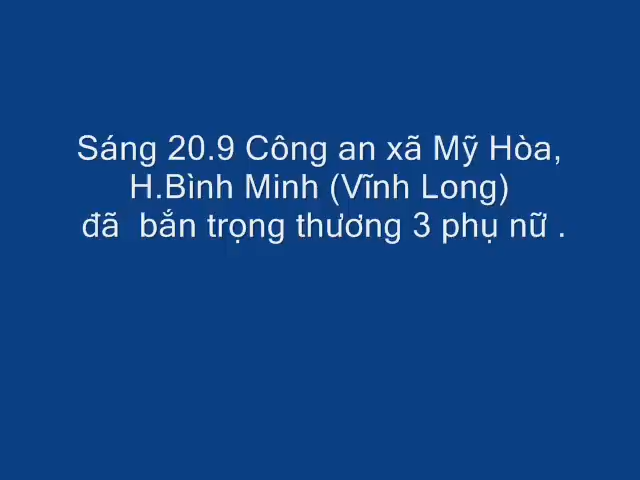 Sáng 20.9 Công an xã Mỹ Hòa,
H.Bình Minh (Vĩnh Long)
đã  bắn trọng thương 3 phụ nữ .